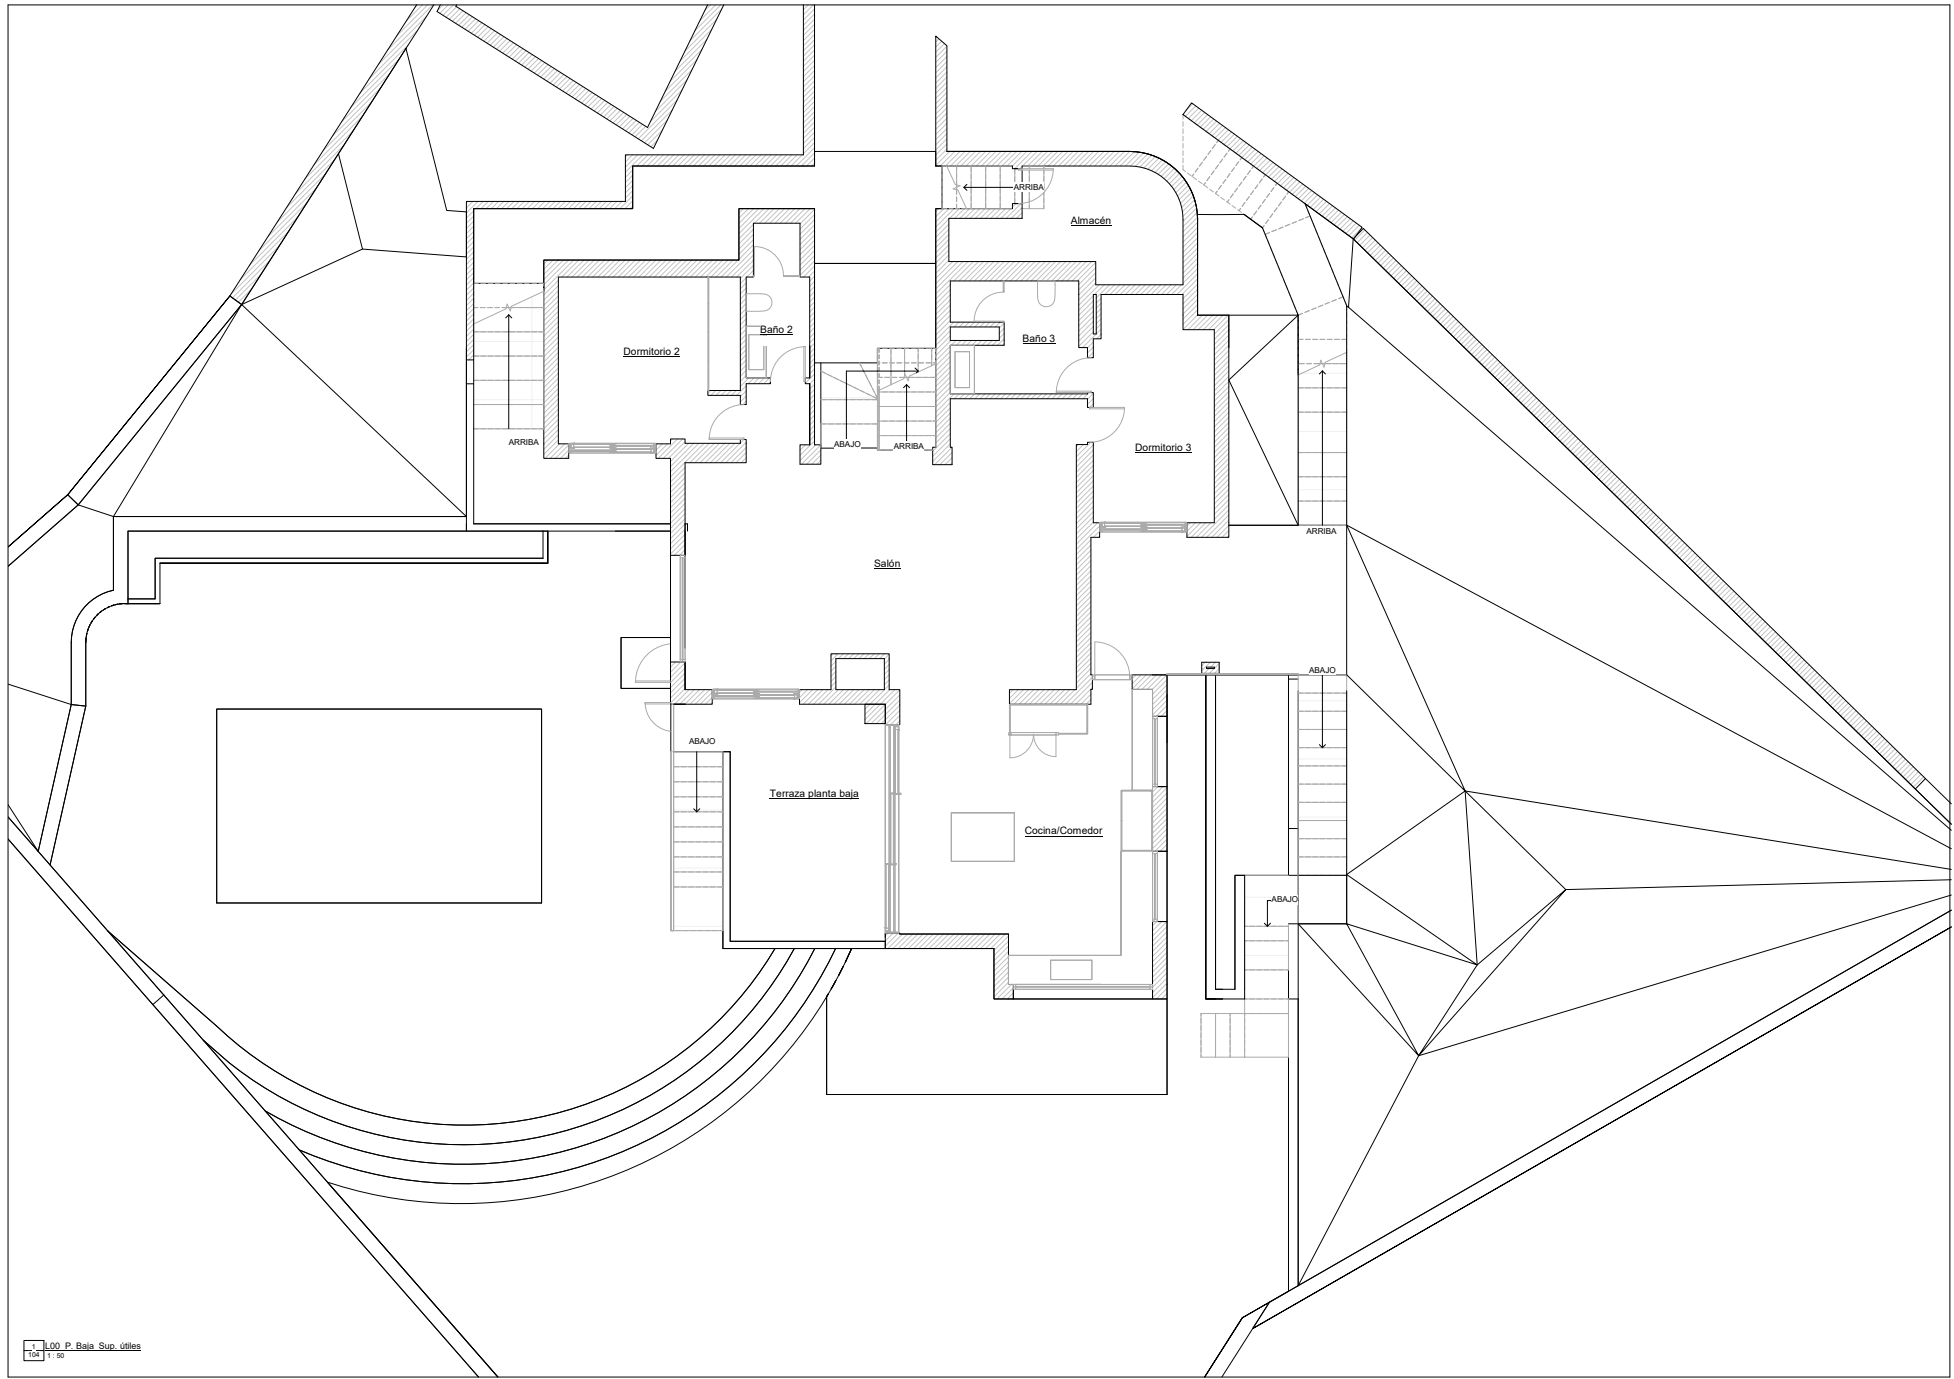 ARRIBA
Almacén
Baño 2
Baño 3
Dormitorio 2
ARRIBA
ABAJO
ARRIBA
Dormitorio 3
ARRIBA
Salón
ABAJO
ABAJO
Terraza planta baja
Cocina/Comedor
ABAJO
1
104
L00_P. Baja_Sup. útiles
1 : 50